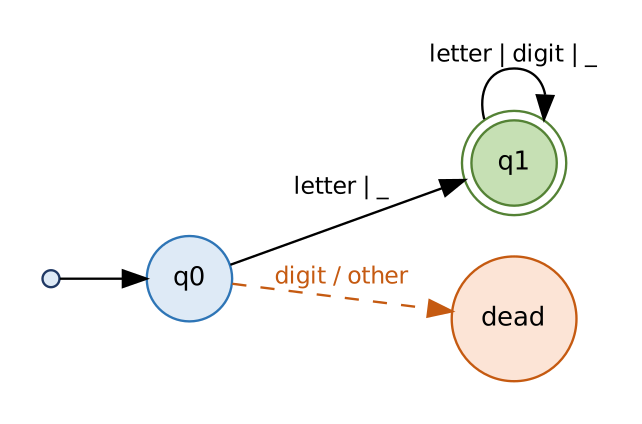 letter | digit | _
q1
letter | _
q0
digit / other
dead